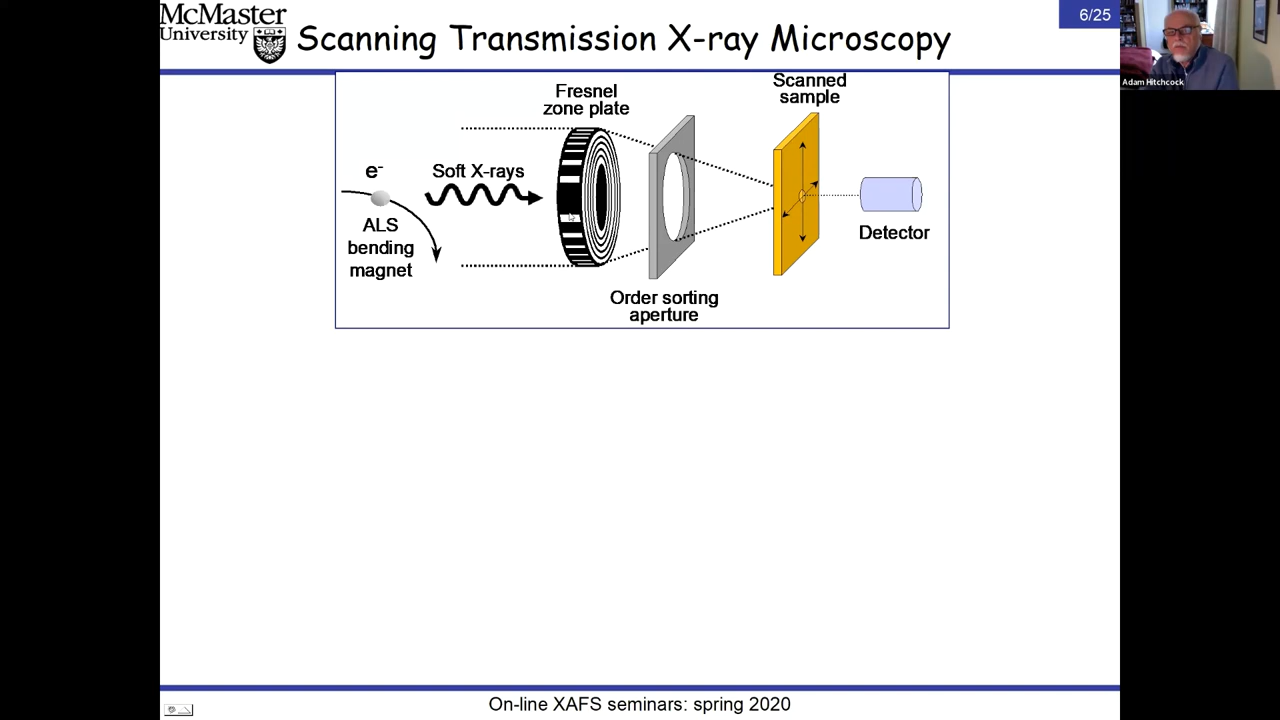 McMaster
University
Scanning Transmission X-ray Microscopy
6/25
Adam Hitchcock
Fresnel
zone plate
Scanned
sample
e-
Soft X-rays
ALS
bending
magnet
Detector
Order sorting
aperture
On-line XAFS seminars: spring 2020